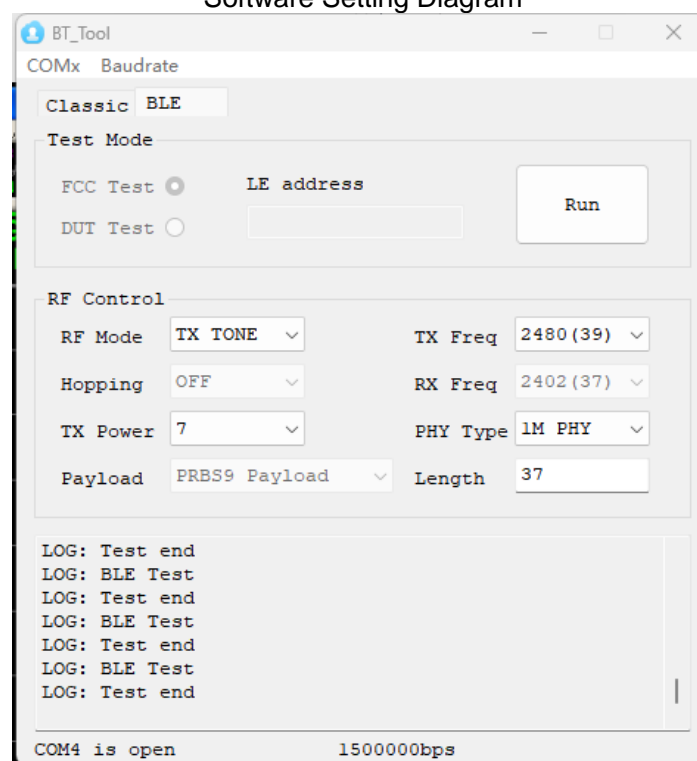 Software Setting Diagram
BT_Tool
COMx Baudrate
Classic BLE
Test Mode
FCC Test LE address
Run
DUT Test
RF Control
RF Mode TX TONE TX Freq 2480(39)
Hopping OFF RX Freq 2402(37)
TX Power 7 PHY Type 1M PHY
Payload PRBS9 Payload Length 37
LOG: Test end
LOG: BLE Test
LOG: Test end
LOG: BLE Test
LOG: Test end
LOG: BLE Test
LOG: Test end
COM4 is open 1500000bps